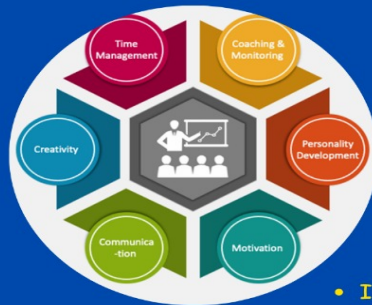 Time
Management
Coaching &
Monitoring
Creativity
Personality
Development
Communica
-tion
Motivation
• I